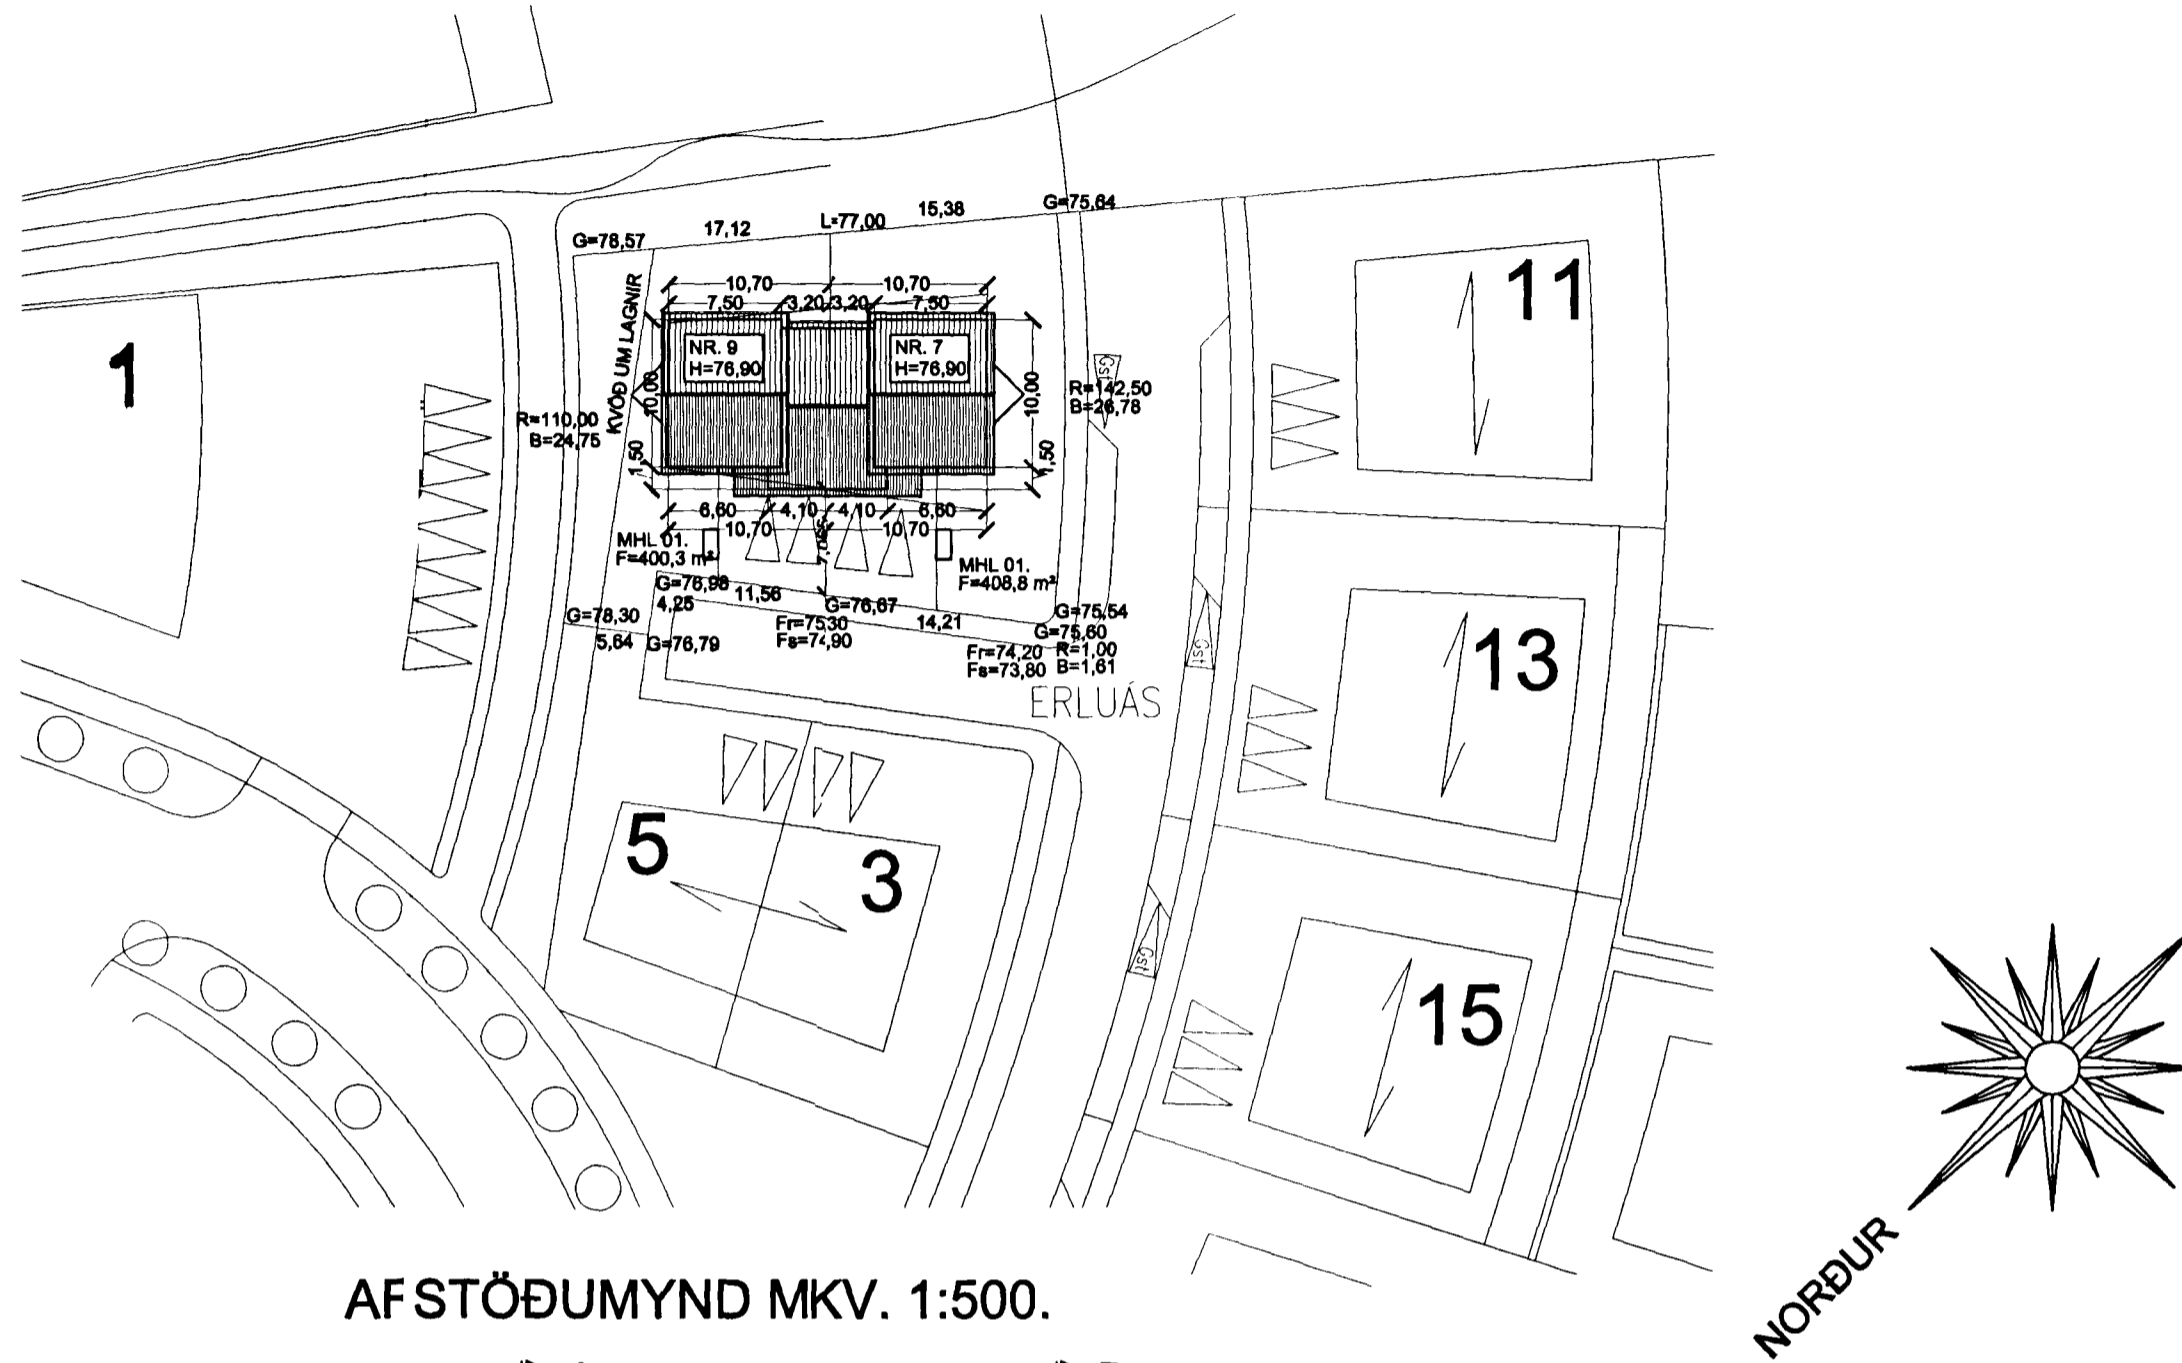 G=78,57
17,12
L=77,00
15,38
G=75,64
10,70
10,70
7,50
3,20
3,20
7,50
NR. 9
H=76,90
NR. 7
H=76,90
KVÖÐ UM LAGNIR
10,00
10,00
1,50
1,50
R=110,00
B=24,75
Gst
R=142,50
B=26,78
6,60
4,10
4,10
6,60
10,70
10,70
MHL 01.
F=400,3 m²
MHL 01.
F=408,8 m²
G=76,98
4,25
11,56
G=76,67
14,21
G=75,54
G=78,30
5,64
G=76,79
Fr=75,30
Fs=74,90
G=75,60
Fr=74,20
Fs=73,80
R=1,00
B=1,61
ERLUÁS
1
11
13
5
3
15
Gst
Gst
NORÐUR
AFSTÖÐUMYND MKV. 1:500.